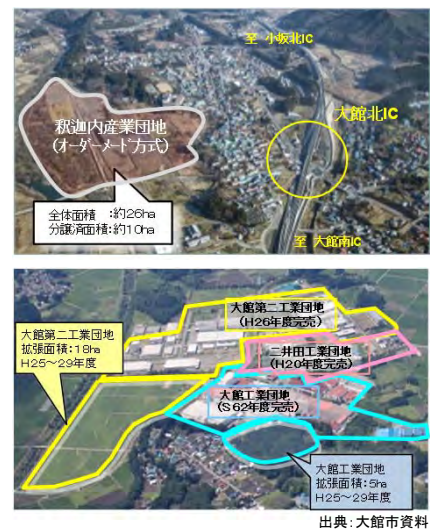 至 小坂北IC
大館北IC
釈迦内産業団地
(オーダーメード方式)
全体面積 :約26ha
分譲済面積:約10ha
至 大館南IC
大館第二工業団地
(H26年度完売)
大館第二工業団地
拡張面積:18ha
H25～29年度
二井田工業団地
(H20年度完売)
大館工業団地
(S62年度完売)
大館工業団地
拡張面積:5ha
H25～29年度
出典:大館市資料